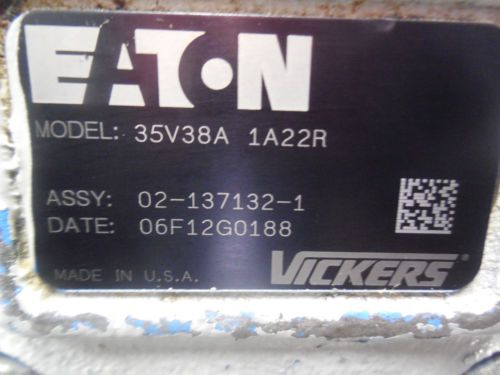 EATON
MODEL: 35V38A 1A22R
ASSY: 02-137132-1
DATE: 06F12G0188
MADE IN U.S.A.
VICKERS®